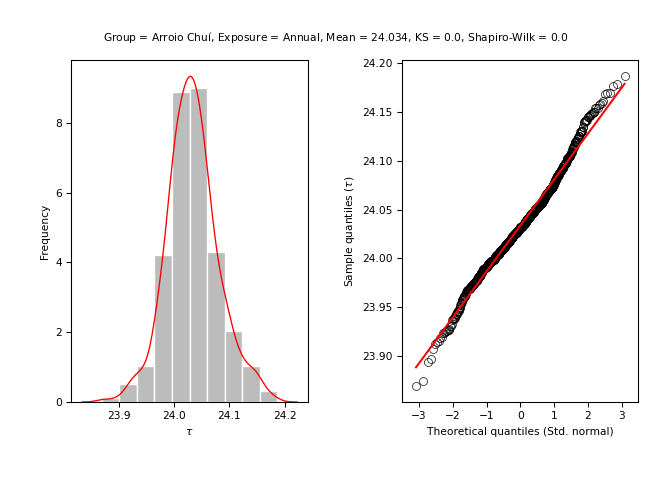 Group = Arroio Chuí, Exposure = Annual, Mean = 24.034, KS = 0.0, Shapiro-Wilk = 0.0
Frequency
8
6
4
2
0
23.9 24.0 24.1 24.2
τ
Sample quantiles (τ)
24.20
24.15
24.10
24.05
24.00
23.95
23.90
−3 −2 −1 0 1 2 3
Theoretical quantiles (Std. normal)